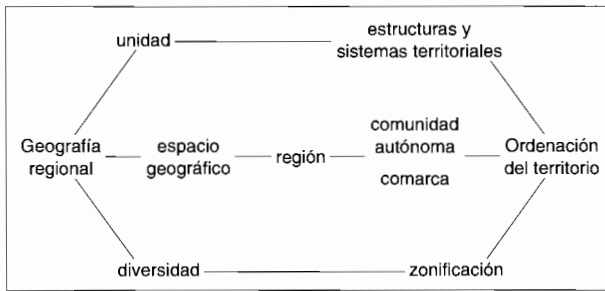 unidad
estructuras y
sistemas territoriales
Geografía
regional
espacio
geográfico
región
comunidad
autónoma
comarca
Ordenación
del territorio
diversidad
zonificación